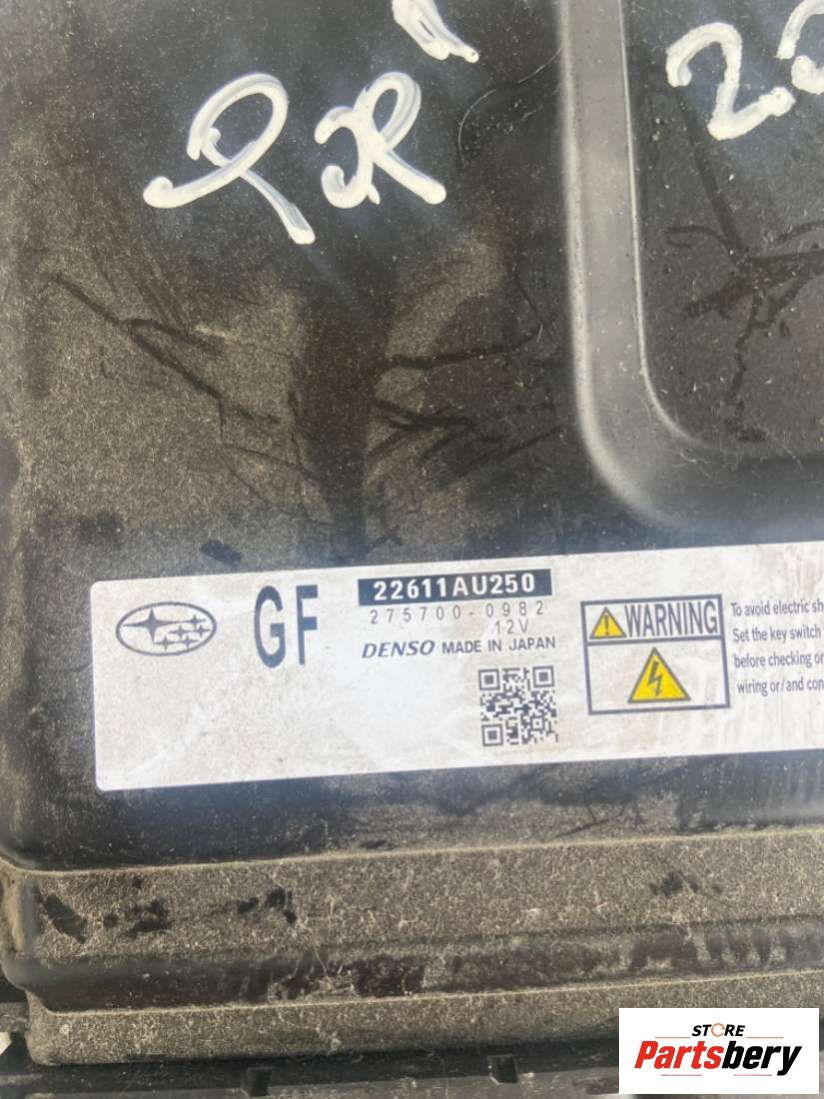 22611AU250
GF
275700-0982
12V
DENSO MADE IN JAPAN
WARNING
To avoid electric sh
Set the key switch
before checking or
wiring or/and con
STORE
Partsbery